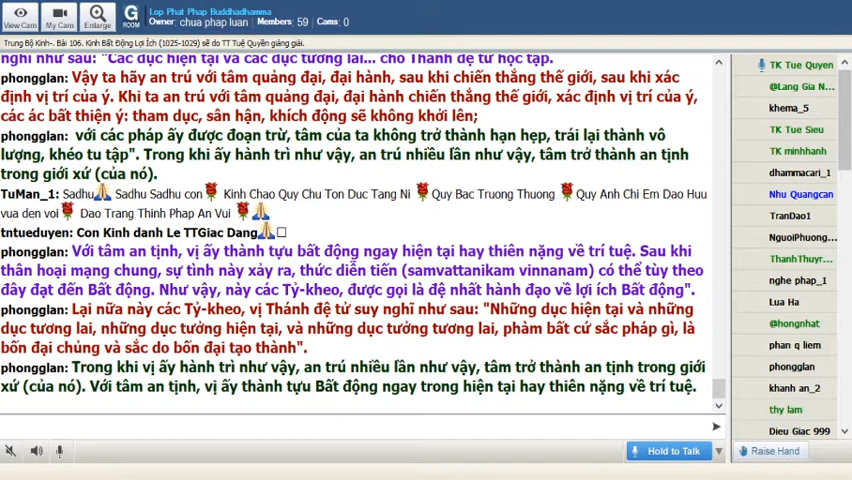 View Cam
My Cams
Enlarge
G
ROOM
Lop Phat Phap Buddhadhamma
Owner: chua phap luan Members: 59 Cams: 0
Trung Bộ Kinh-. Bài 106. Kinh Bất Động Lợi Ích (1025-1029) sẽ do TT Tuệ Quyền giảng giải.
nghĩ như sau: "Các dục hiện tại và các dục tương lai... cho Thánh đệ tử học tập.
phongglan: Vậy ta hãy an trú với tâm quảng đại, đại hành, sau khi chiến thắng thế giới, sau khi xác
định vị trí của ý. Khi ta an trú với tâm quảng đại, đại hành chiến thắng thế giới, xác định vị trí của ý,
các ác bất thiện ý: tham dục, sân hận, khích động sẽ không khởi lên;
phongglan: với các pháp ấy được đoạn trừ, tâm của ta không trở thành hạn hẹp, trái lại thành vô
lượng, khéo tu tập". Trong khi ấy hành trì như vậy, an trú nhiều lần như vậy, tâm trở thành an tịnh
trong giới xứ (của nó).
TuMan_1: Sadhu Sadhu Sadhu con Kinh Chao Quy Chu Ton Duc Tang Ni Quy Bac Truong Thuong Quy Anh Chi Em Dao Huu
vua den voi Dao Trang Thinh Phap An Vui
tntueduyen: Con Kinh danh Le TTGiac Dang
phongglan: Với tâm an tịnh, vị ấy thành tựu bất động ngay hiện tại hay thiên nặng về trí tuệ. Sau khi
thân hoại mạng chung, sự tình này xảy ra, thức diễn tiến (samvattanikam vinnanam) có thể tùy theo
đây đạt đến Bất động. Như vậy, này các Tỷ-kheo, được gọi là đệ nhất hành đạo về lợi ích Bất động".
phongglan: Lại nữa này các Tỷ-kheo, vị Thánh đệ tử suy nghĩ như sau: "Những dục hiện tại và những
dục tương lai, những dục tưởng hiện tại, và những dục tưởng tương lai, phàm bất cứ sắc pháp gì, là
bốn đại chủng và sắc do bốn đại tạo thành".
phongglan: Trong khi vị ấy hành trì như vậy, an trú nhiều lần như vậy, tâm trở thành an tịnh trong giới
xứ (của nó). Với tâm an tịnh, vị ấy thành tựu Bất động ngay trong hiện tại hay thiên nặng về trí tuệ.
TK Tue Quyen
@Lang Gia N...
khema_5
TK Tue Sieu
TK minhhanh
dhammacari_1
Nhu Quangcan
TranDao1
NguoiPhuong...
ThanhThuyr...
nghe phap_1
Lua Ha
@hongnhat
phan q liem
phongglan
khanh an_2
thy lam
Dieu Giac 999
Hold to Talk
Raise Hand